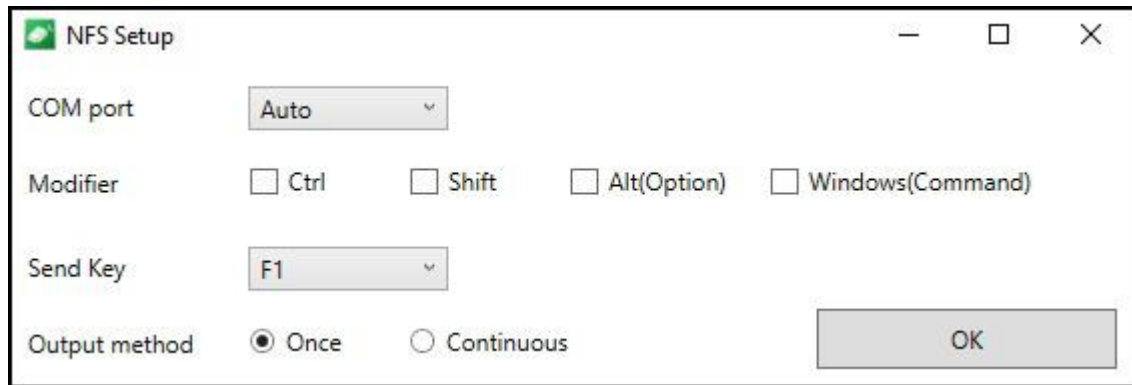 NFS Setup
COM port Auto
Modifier Ctrl Shift Alt(Option) Windows(Command)
Send Key F1
Output method Once Continuous OK